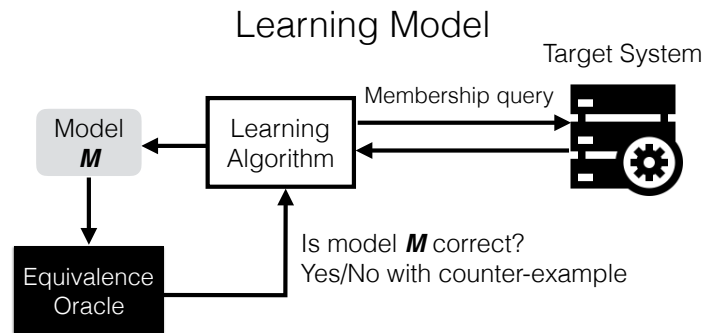 Learning Model
Target System
Membership query
Model
M
Learning
Algorithm
Is model M correct?
Yes/No with counter-example
Equivalence
Oracle